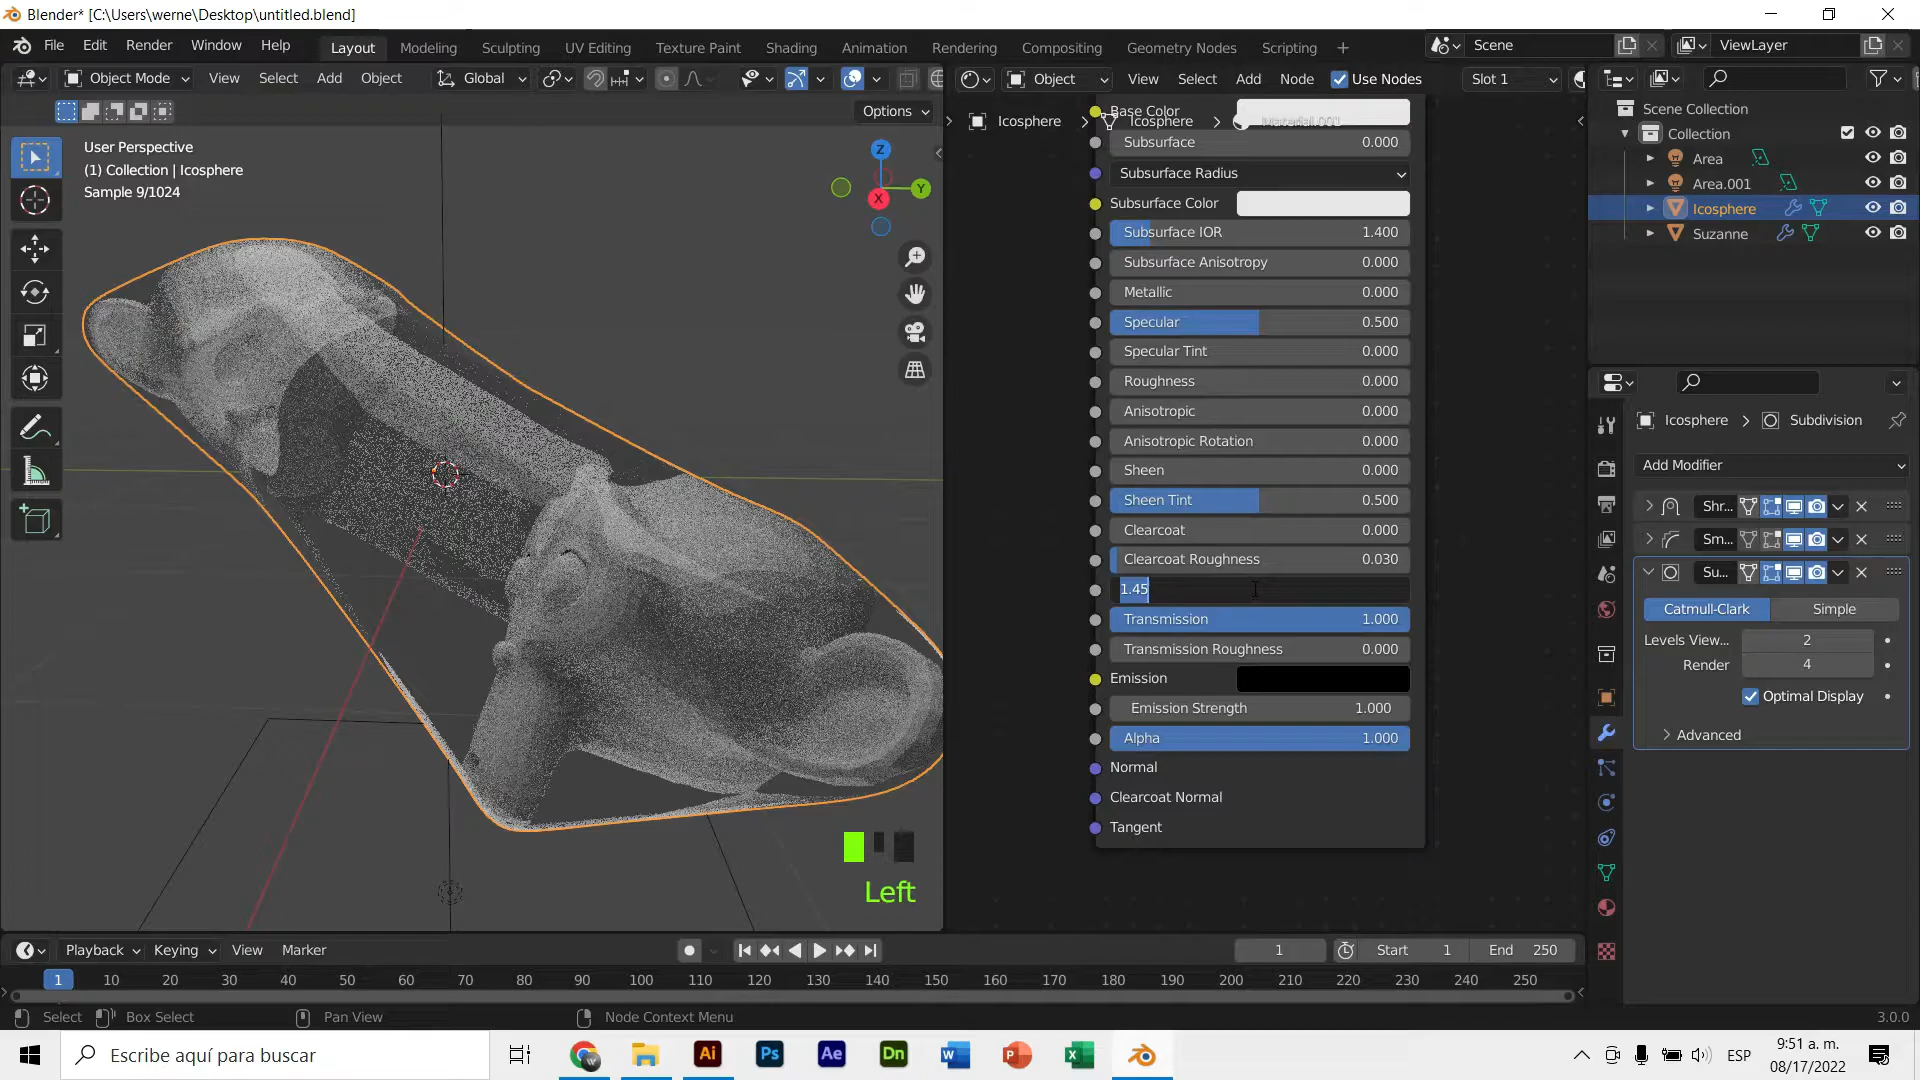 Blender* [C:\Users\werne\Desktop\untitled.blend]
File Edit Render Window Help
Layout Modeling Sculpting UV Editing Texture Paint Shading Animation Rendering Compositing Geometry Nodes Scripting +
Scene
ViewLayer
Object Mode View Select Add Object Global
Options
User Perspective
(1) Collection | Icosphere
Sample 9/1024
Z
Y
X
Left
Object View Select Add Node Use Nodes Slot 1
Icosphere > Icosphere > Material.001
Base Color
Subsurface 0.000
Subsurface Radius
Subsurface Color
Subsurface IOR 1.400
Subsurface Anisotropy 0.000
Metallic 0.000
Specular 0.500
Specular Tint 0.000
Roughness 0.000
Anisotropic 0.000
Anisotropic Rotation 0.000
Sheen 0.000
Sheen Tint 0.500
Clearcoat 0.000
Clearcoat Roughness 0.030
1.45
Transmission 1.000
Transmission Roughness 0.000
Emission
Emission Strength 1.000
Alpha 1.000
Normal
Clearcoat Normal
Tangent
Scene Collection
Collection
Area
Area.001
Icosphere
Suzanne
Icosphere > Subdivision
Add Modifier
Shr...
Sm...
Su...
Catmull-Clark Simple
Levels View... 2
Render 4
Optimal Display
Advanced
Playback Keying View Marker
1 Start 1 End 250
1 10 20 30 40 50 60 70 80 90 100 110 120 130 140 150 160 170 180 190 200 210 220 230 240 250
Select Box Select Pan View Node Context Menu 3.0.0
Escribe aquí para buscar
Ai Ps Ae Dn
ESP
9:51 a. m.
08/17/2022